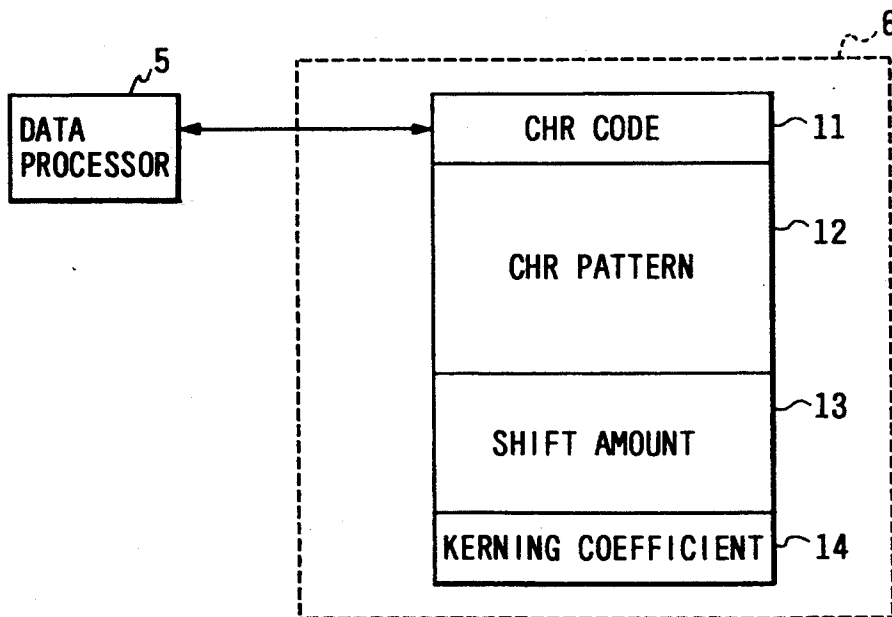 5
6
DATA
PROCESSOR
CHR CODE
11
CHR PATTERN
12
SHIFT AMOUNT
13
KERNING COEFFICIENT
14